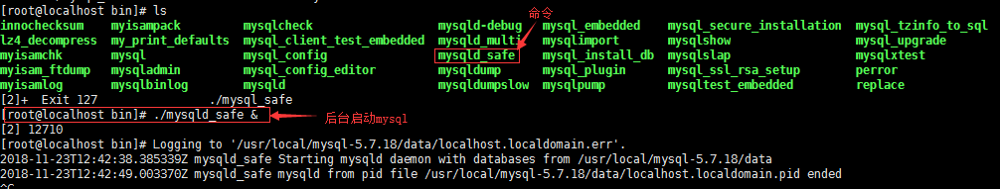 [root@localhost bin]# ls
命令
innochecksum myisampack mysqlcheck mysqld-debug mysql_embedded mysql_secure_installation mysql_tzinfo_to_sql
lz4_decompress my_print_defaults mysql_client_test_embedded mysqld_multi mysqlimport mysqlshow mysql_upgrade
myisamchk mysql mysql_config mysqld_safe mysql_install_db mysqlslap mysqlxtest
myisam_ftdump mysqladmin mysql_config_editor mysqldump mysql_plugin mysql_ssl_rsa_setup perror
myisamlog mysqlbinlog mysqld mysqldumpslow mysqlpump mysqltest_embedded replace
[2]+ Exit 127 ./mysql_safe
[root@localhost bin]# ./mysqld_safe &
后台启动mysql
[2] 12710
[root@localhost bin]# Logging to '/usr/local/mysql-5.7.18/data/localhost.localdomain.err'.
2018-11-23T12:42:38.385339Z mysqld_safe Starting mysqld daemon with databases from /usr/local/mysql-5.7.18/data
2018-11-23T12:42:49.003370Z mysqld_safe mysqld from pid file /usr/local/mysql-5.7.18/data/localhost.localdomain.pid ended
^C